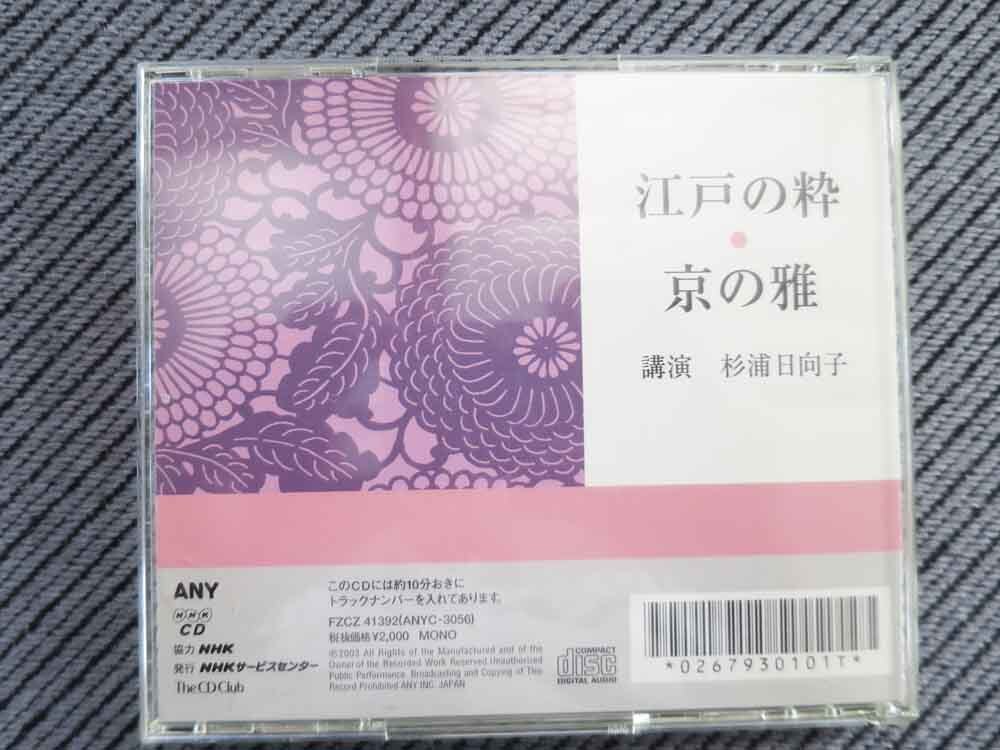 江戸の粋
●
京の雅
講演　杉浦日向子
ANY
NHK
CD
協力 NHK
発行 NHKサービスセンター
The CD Club
このCDには約10分おきに
トラックナンバーを入れてあります。
FZCZ 41392(ANYC-3056)
税抜価格¥2,000 MONO
©2003 All Rights of the Manufactured and of the
Owner of the Recorded Work Reserved Unauthorized
Public Performance. Broadcasting and Copying of This
Record Prohibited ANY INC. JAPAN
COMPACT
disc
DIGITAL AUDIO
*0267930101T*